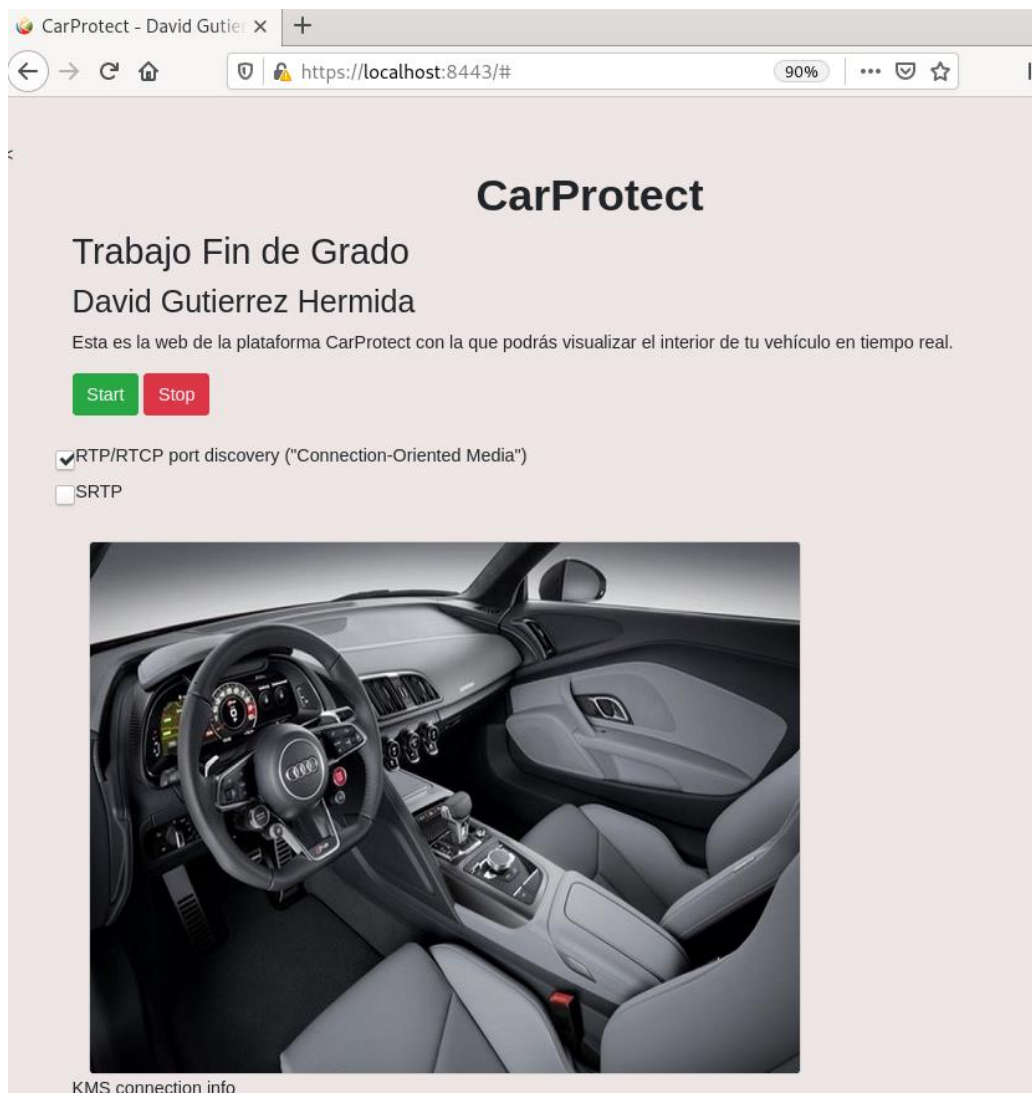 CarProtect - David Gutier
https://localhost:8443/#
90%
<
CarProtect
Trabajo Fin de Grado
David Gutierrez Hermida
Esta es la web de la plataforma CarProtect con la que podrás visualizar el interior de tu vehículo en tiempo real.
Start Stop
RTP/RTCP port discovery ("Connection-Oriented Media")
SRTP
KMS connection info